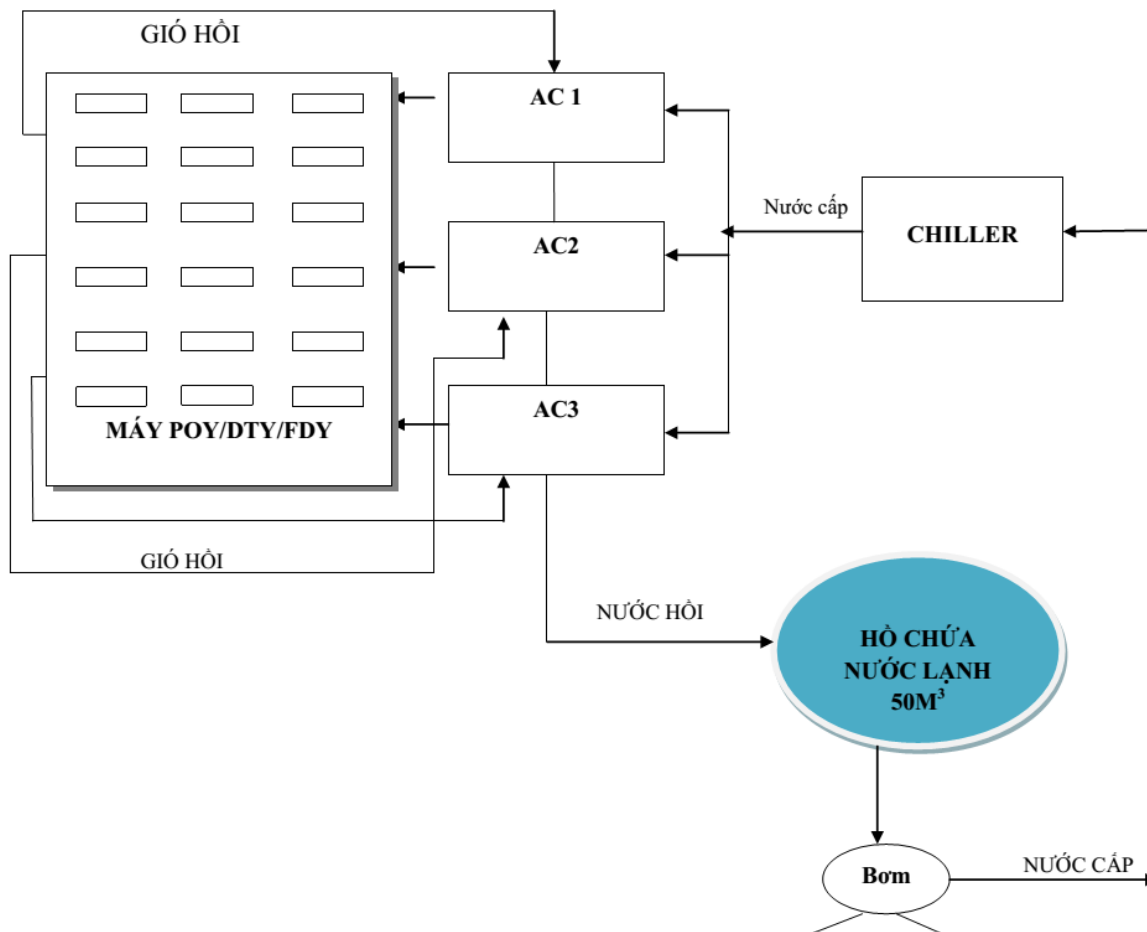 GIÓ HỒI
AC 1
Nước cấp
CHILLER
AC2
AC3
MÁY POY/DTY/FDY
GIÓ HỒI
NƯỚC HỒI
HỒ CHỨA
NƯỚC LẠNH
50M³
Bơm
NƯỚC CẤP